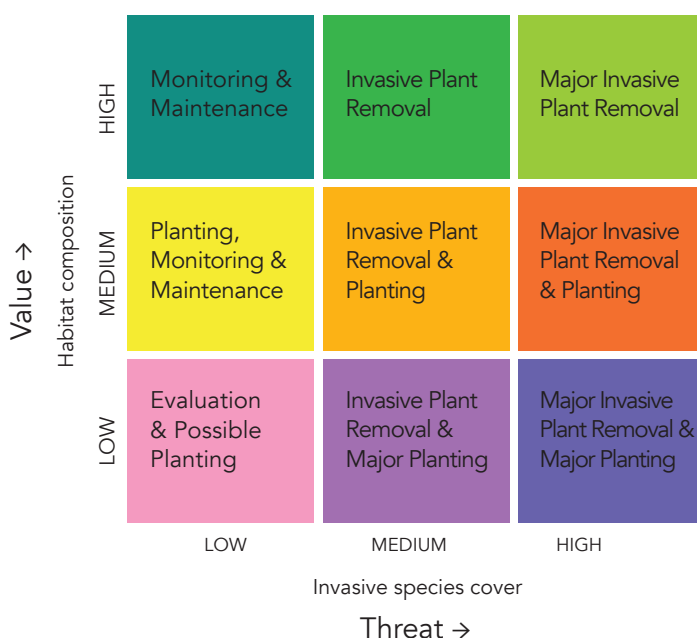 Value →
Habitat composition
HIGH
Monitoring &
Maintenance
Invasive Plant
Removal
Major Invasive
Plant Removal
MEDIUM
Planting,
Monitoring &
Maintenance
Invasive Plant
Removal &
Planting
Major Invasive
Plant Removal
& Planting
LOW
Evaluation
& Possible
Planting
Invasive Plant
Removal &
Major Planting
Major Invasive
Plant Removal &
Major Planting
LOW
MEDIUM
HIGH
Invasive species cover
Threat →